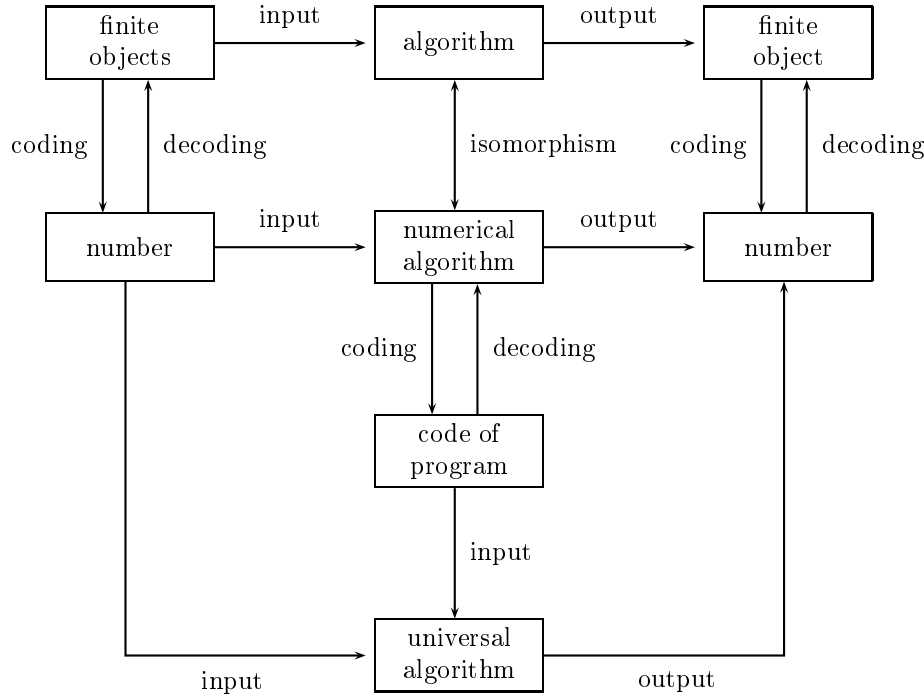 finite
objects
input
algorithm
output
finite
object
coding
decoding
isomorphism
coding
decoding
number
input
numerical
algorithm
output
number
coding
decoding
code of
program
input
universal
algorithm
input
output